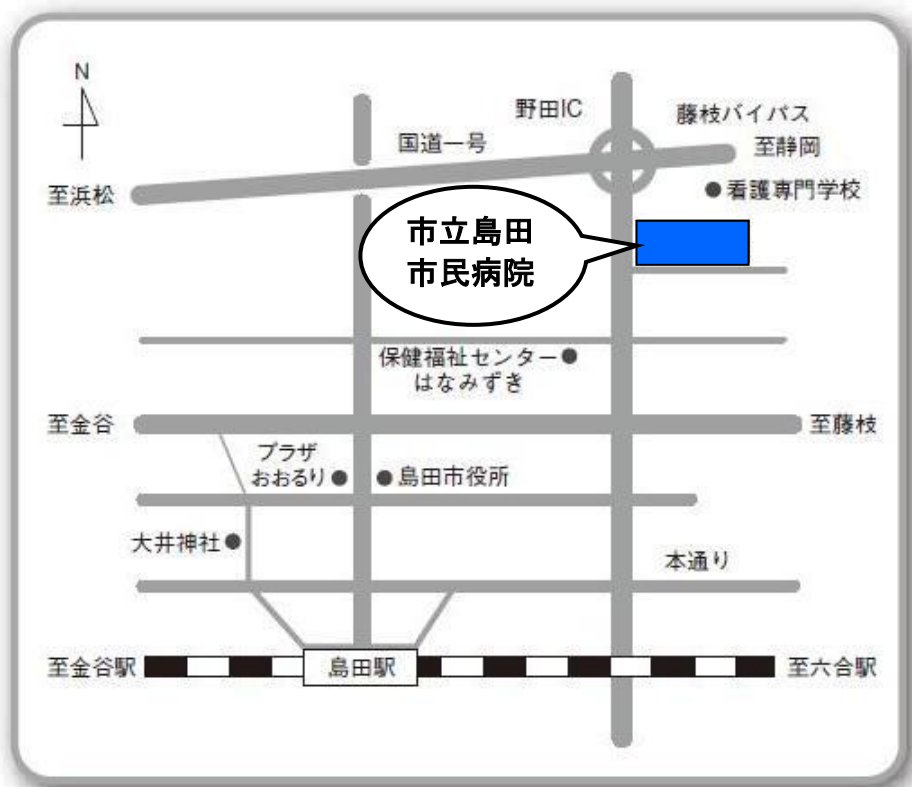 N
野田IC
藤枝バイパス
国道一号
至静岡
至浜松
看護専門学校
市立島田
市民病院
保健福祉センター
はなみずき
至金谷
至藤枝
プラザ
おおるり
島田市役所
大井神社
本通り
至金谷駅
島田駅
至六合駅